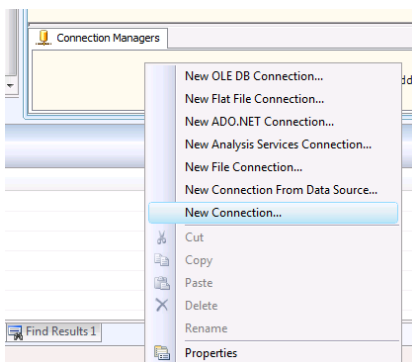 Connection Managers
New OLE DB Connection...
New Flat File Connection...
New ADO.NET Connection...
New Analysis Services Connection...
New File Connection...
New Connection From Data Source...
New Connection...
Cut
Copy
Paste
Delete
Rename
Find Results 1
Properties